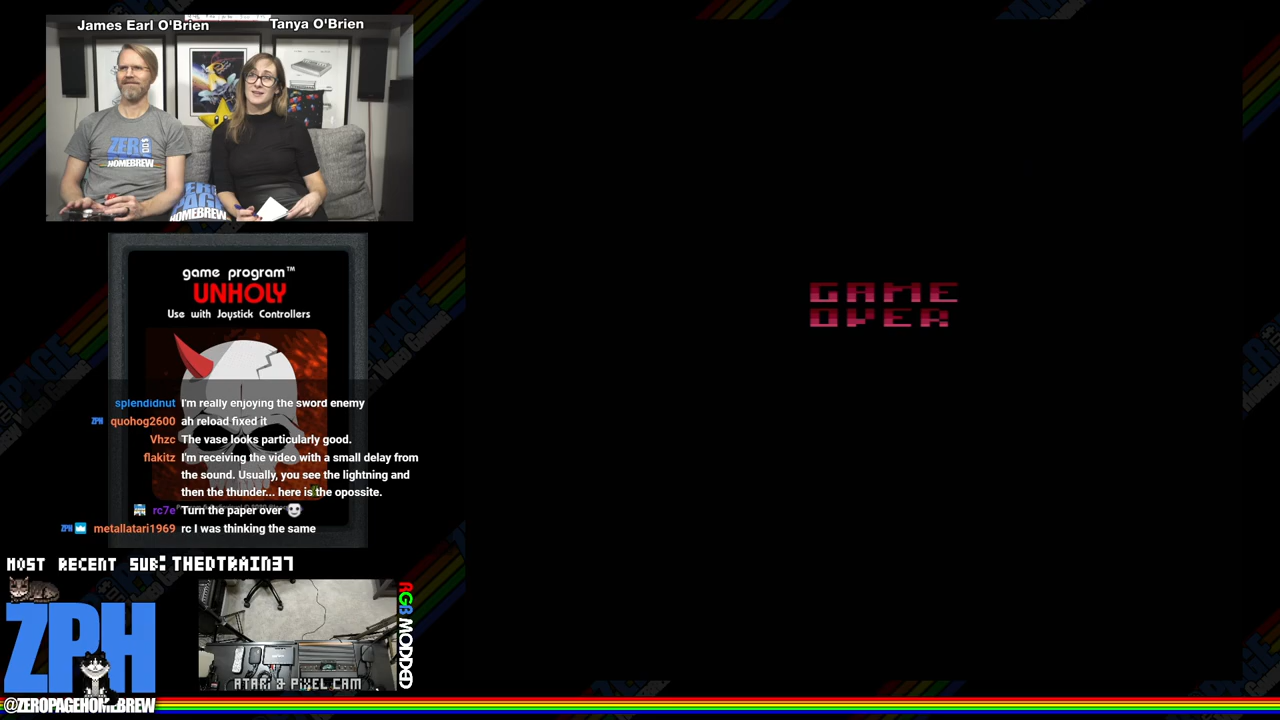 James Earl O'Brien
Tanya O'Brien
ZERO
HOMEBREW
PAGE
HOMEBREW
game program™
UNHOLY
Use with Joystick Controllers
GAME
OVER
splendidnut I'm really enjoying the sword enemy
quohog2600 ah reload fixed it
Vhzc The vase looks particularly good.
flakitz I'm receiving the video with a small delay from
the sound. Usually, you see the lightning and
then the thunder... here is the opossite.
rc7e Turn the paper over
metallatari1969 rc I was thinking the same
MOST RECENT SUB: THEDTRAIN37
ZPH
@ZEROPAGEHOMEBREW
RGB MODDED
ATARI & PIXEL CAM